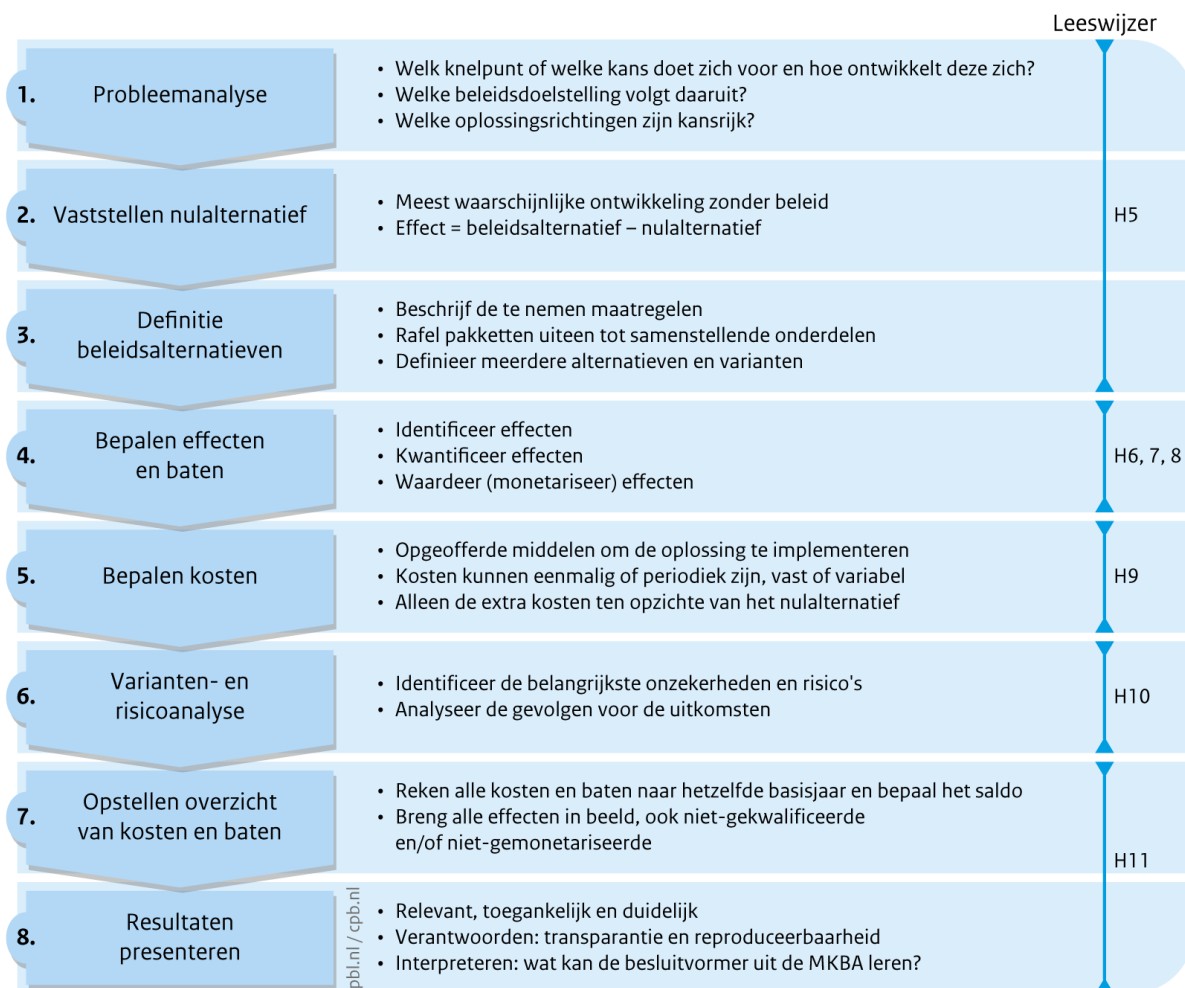 Leeswijzer
1.
Probleemanalyse
• Welk knelpunt of welke kans doet zich voor en hoe ontwikkelt deze zich?
• Welke beleidsdoelstelling volgt daaruit?
• Welke oplossingsrichtingen zijn kansrijk?
2.
Vaststellen nulalternatief
• Meest waarschijnlijke ontwikkeling zonder beleid
• Effect = beleidsalternatief – nulalternatief
H5
3.
Definitie
beleidsalternatieven
• Beschrijf de te nemen maatregelen
• Rafel pakketten uiteen tot samenstellende onderdelen
• Definieer meerdere alternatieven en varianten
4.
Bepalen effecten
en baten
• Identificeer effecten
• Kwantificeer effecten
• Waardeer (monetariseer) effecten
H6, 7, 8
5.
Bepalen kosten
• Opgeofferde middelen om de oplossing te implementeren
• Kosten kunnen eenmalig of periodiek zijn, vast of variabel
• Alleen de extra kosten ten opzichte van het nulalternatief
H9
6.
Varianten- en
risicoanalyse
• Identificeer de belangrijkste onzekerheden en risico's
• Analyseer de gevolgen voor de uitkomsten
H10
7.
Opstellen overzicht
van kosten en baten
• Reken alle kosten en baten naar hetzelfde basisjaar en bepaal het saldo
• Breng alle effecten in beeld, ook niet-gekwalificeerde
en/of niet-gemonetariseerde
H11
8.
Resultaten
presenteren
• Relevant, toegankelijk en duidelijk
• Verantwoorden: transparantie en reproduceerbaarheid
• Interpreteren: wat kan de besluitvormer uit de MKBA leren?
pbl.nl / cpb.nl